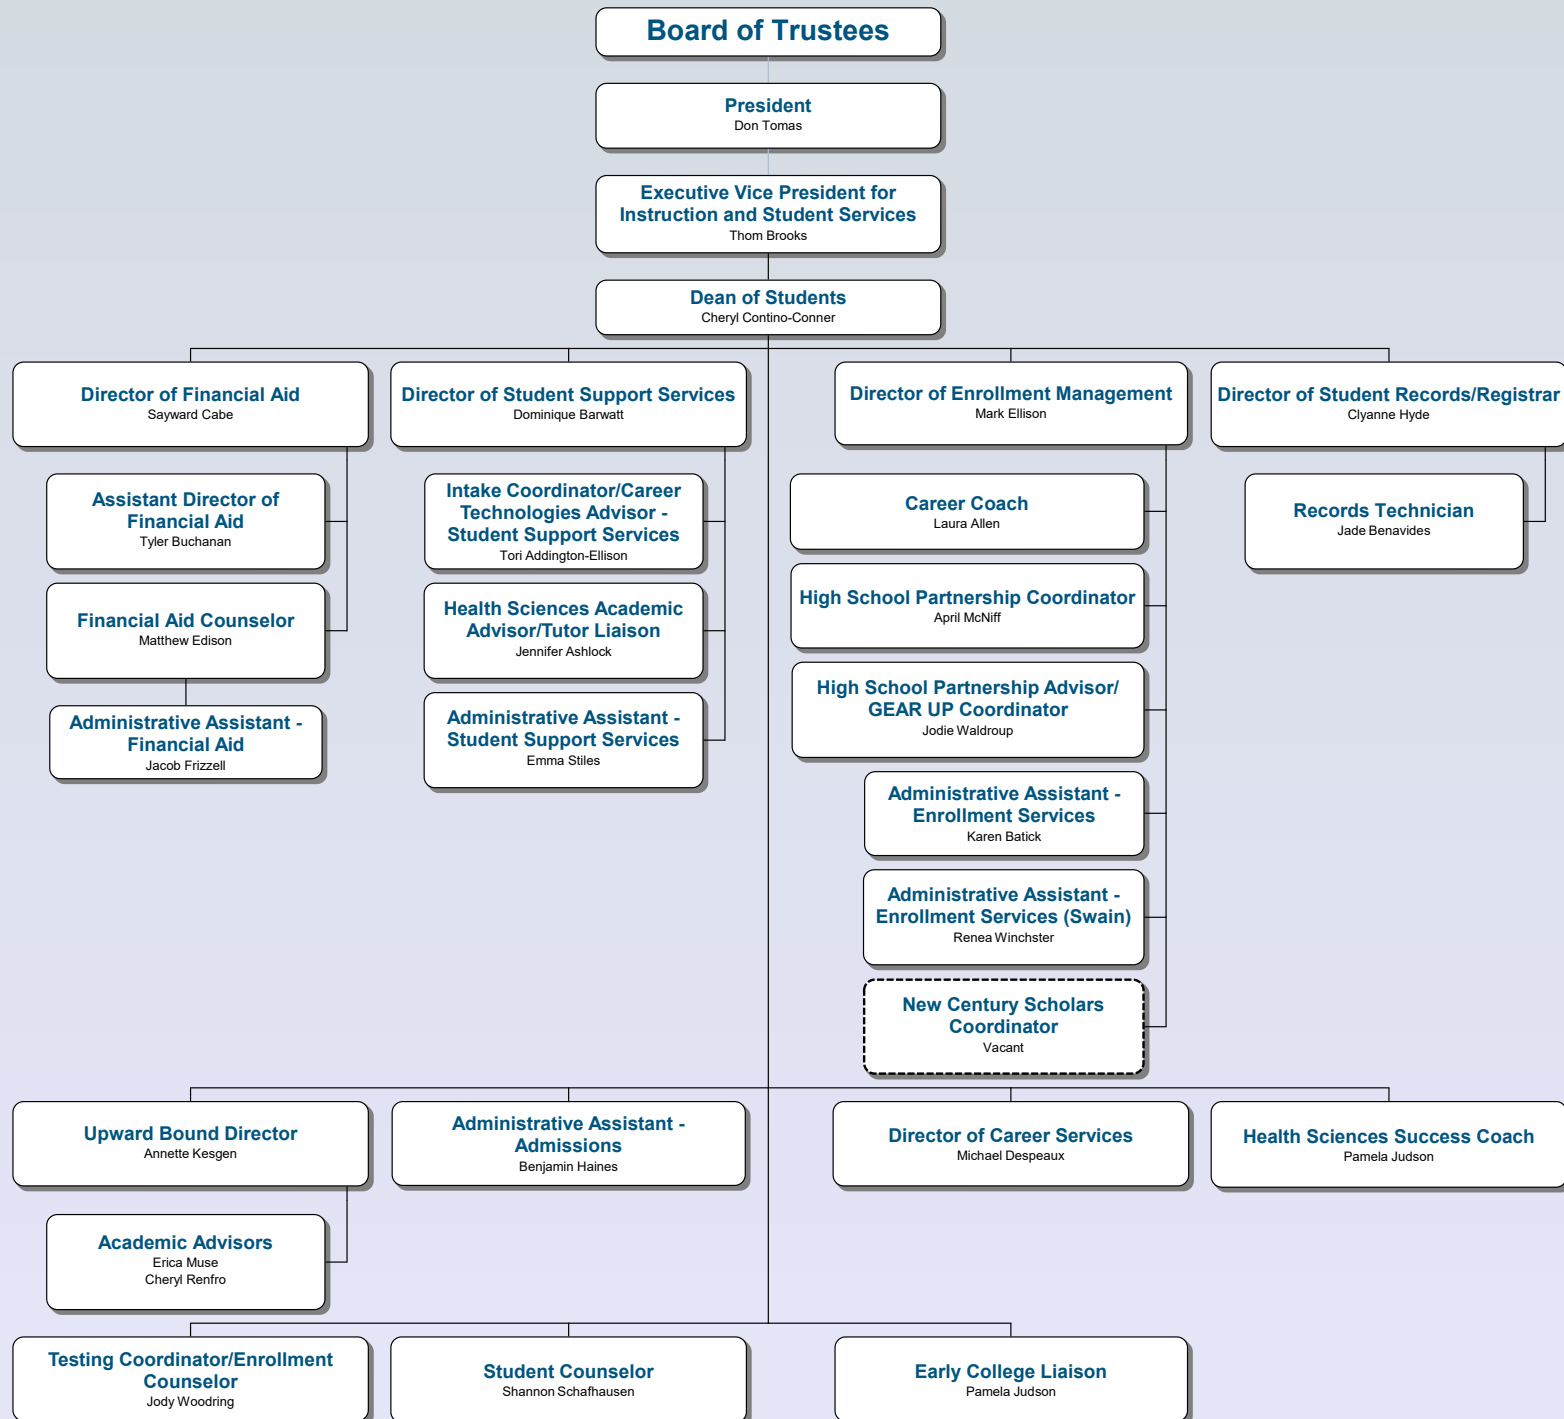 Board of Trustees
President
Don Tomas
Executive Vice President for
Instruction and Student Services
Thom Brooks
Dean of Students
Cheryl Contino-Conner
Director of Financial Aid
Sayward Cabe
Director of Student Support Services
Dominique Barwatt
Director of Enrollment Management
Mark Ellison
Director of Student Records/Registrar
Clyanne Hyde
Assistant Director of
Financial Aid
Tyler Buchanan
Financial Aid Counselor
Matthew Edison
Administrative Assistant -
Financial Aid
Jacob Frizzell
Intake Coordinator/Career
Technologies Advisor -
Student Support Services
Tori Addington-Ellison
Health Sciences Academic
Advisor/Tutor Liaison
Jennifer Ashlock
Administrative Assistant -
Student Support Services
Emma Stiles
Career Coach
Laura Allen
High School Partnership Coordinator
April McNiff
High School Partnership Advisor/
GEAR UP Coordinator
Jodie Waldroup
Administrative Assistant -
Enrollment Services
Karen Batick
Administrative Assistant -
Enrollment Services (Swain)
Renea Winchster
New Century Scholars
Coordinator
Vacant
Records Technician
Jade Benavides
Upward Bound Director
Annette Kesgen
Administrative Assistant -
Admissions
Benjamin Haines
Director of Career Services
Michael Despeaux
Health Sciences Success Coach
Pamela Judson
Academic Advisors
Erica Muse
Cheryl Renfro
Testing Coordinator/Enrollment
Counselor
Jody Woodring
Student Counselor
Shannon Schafhausen
Early College Liaison
Pamela Judson